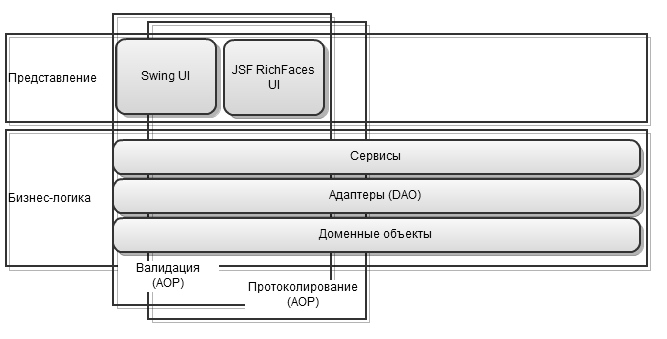 Представление
Swing UI
JSF RichFaces
UI
Бизнес-логика
Сервисы
Адаптеры (DAO)
Доменные объекты
Валидация
(AOP)
Протоколирование
(AOP)